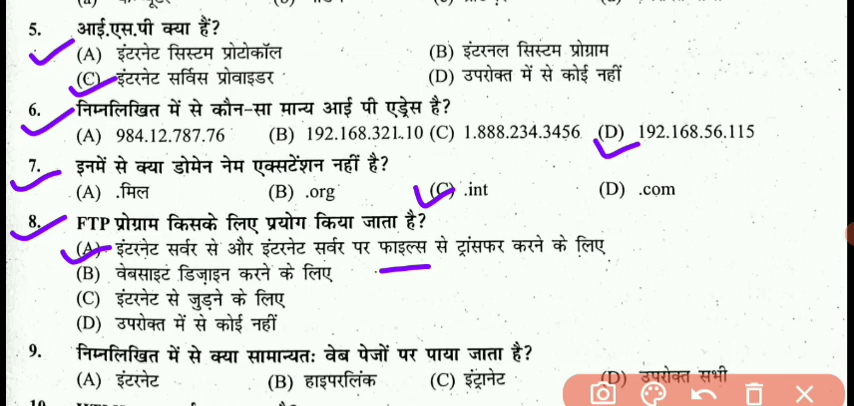 5. आई.एस.पी क्या हैं?
(A) इंटरनेट सिस्टम प्रोटोकॉल (B) इंटरनल सिस्टम प्रोग्राम
(C) इंटरनेट सर्विस प्रोवाइडर (D) उपरोक्त में से कोई नहीं
6. निम्नलिखित में से कौन-सा मान्य आई पी एड्रेस है?
(A) 984.12.787.76 (B) 192.168.321.10 (C) 1.888.234.3456 (D) 192.168.56.115
7. इनमें से क्या डोमेन नेम एक्सटेंशन नहीं है?
(A) .मिल (B) .org (C) .int (D) .com
8. FTP प्रोग्राम किसके लिए प्रयोग किया जाता है?
(A) इंटरनेट सर्वर से और इंटरनेट सर्वर पर फाइल्स से ट्रांसफर करने के लिए
(B) वेबसाइट डिज़ाइन करने के लिए
(C) इंटरनेट से जुड़ने के लिए
(D) उपरोक्त में से कोई नहीं
9. निम्नलिखित में से क्या सामान्यतः वेब पेजों पर पाया जाता है?
(A) इंटरनेट (B) हाइपरलिंक (C) इंट्रानेट (D) उपरोक्त सभी